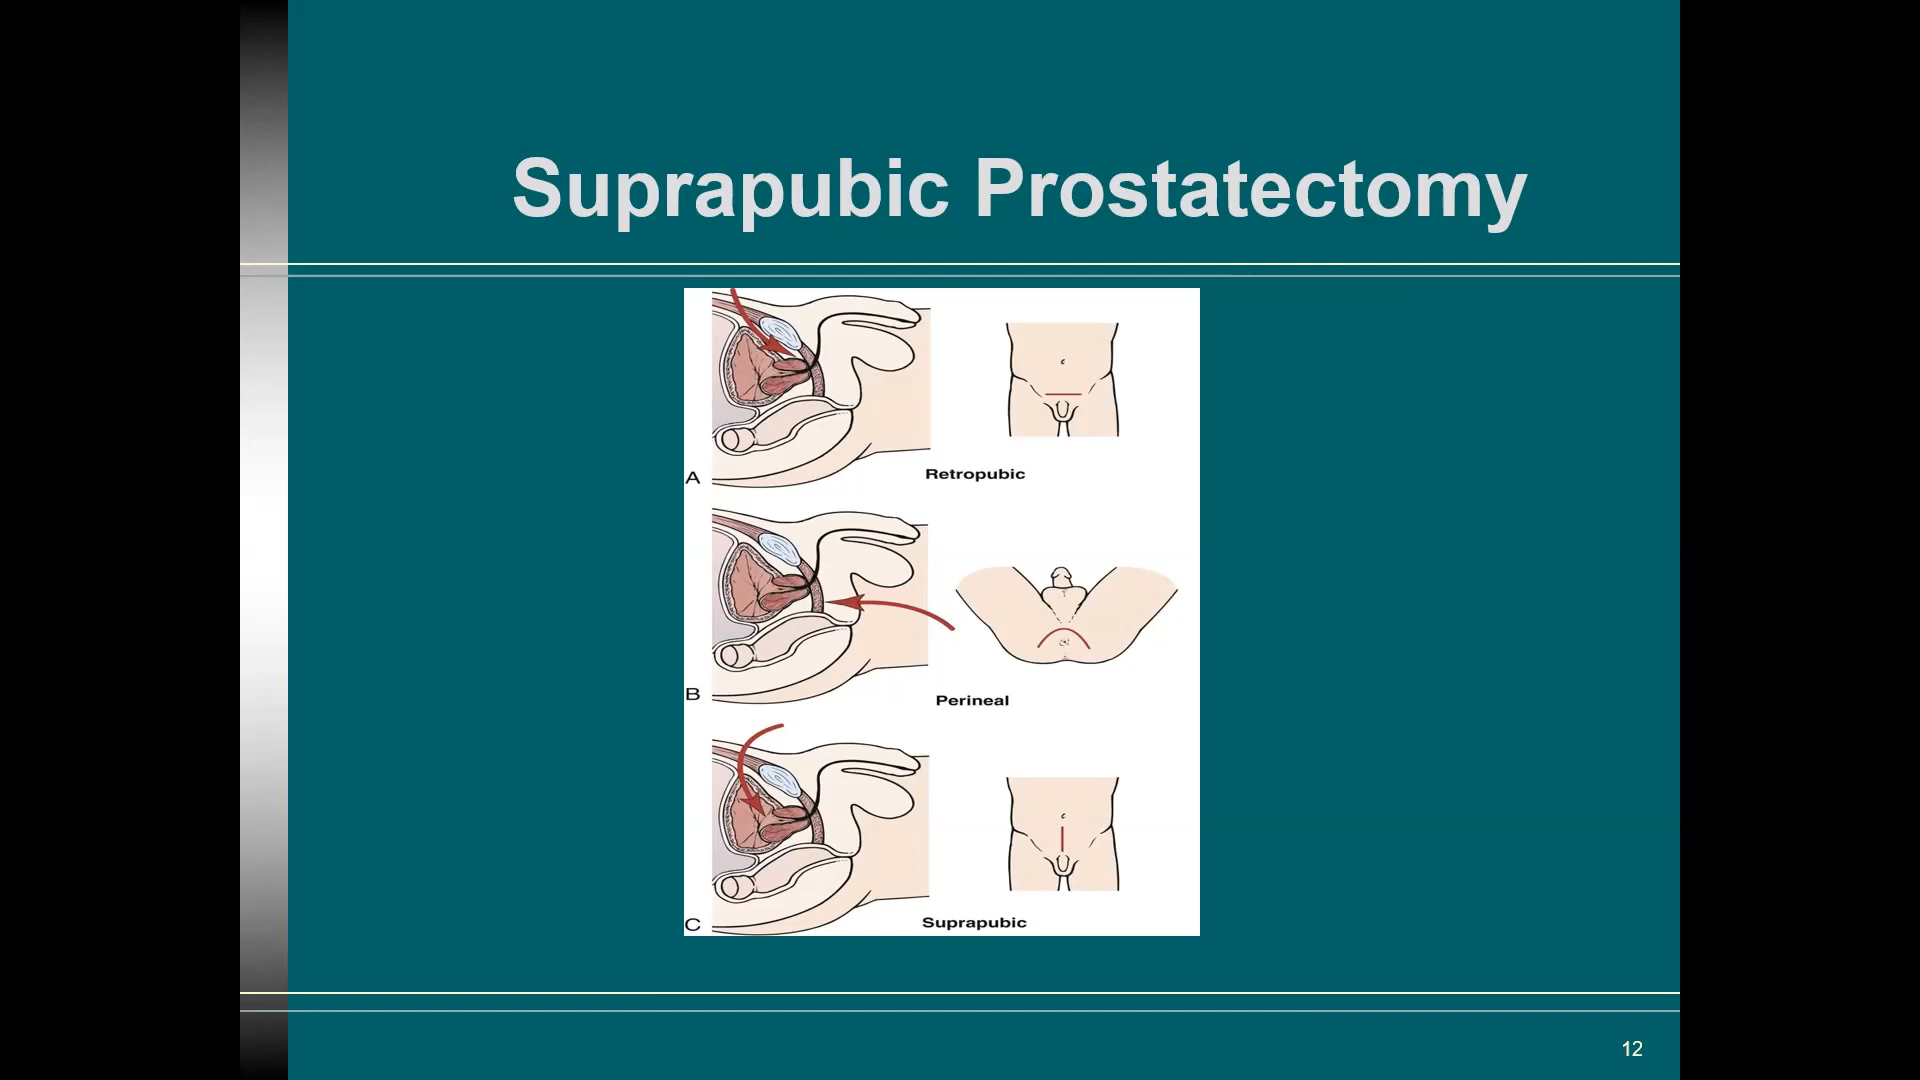 Suprapubic Prostatectomy
A
Retropubic
B
Perineal
C
Suprapubic
12